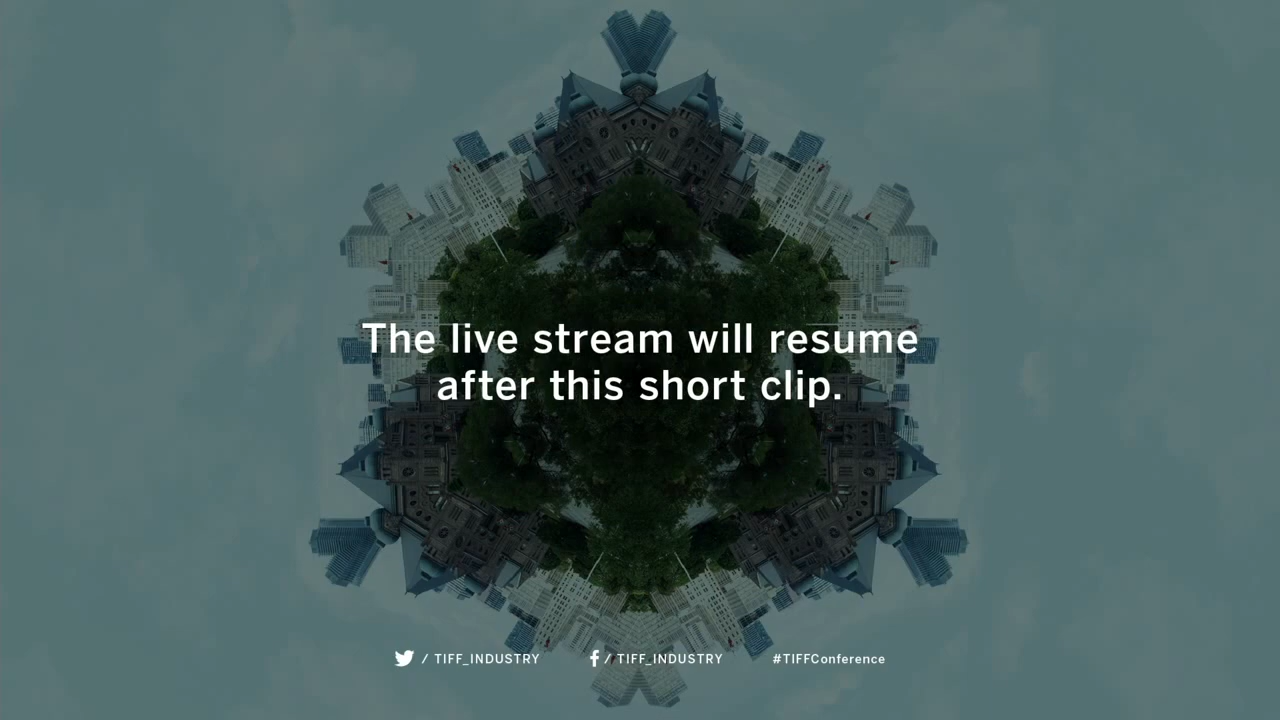 The live stream will resume
after this short clip.
/ TIFF_INDUSTRY / TIFF_INDUSTRY #TIFFConference